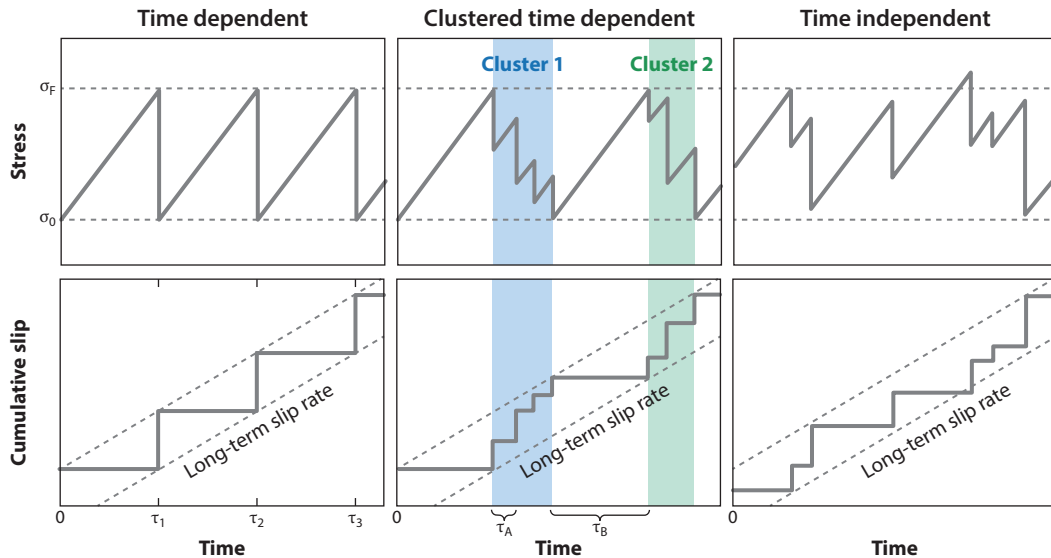 Time dependent
Clustered time dependent
Time independent
Cluster 1
Cluster 2
σF
σ0
Stress
Long-term slip rate
Long-term slip rate
Long-term slip rate
Cumulative slip
0
τ1
τ2
τ3
0
τA
τB
0
Time
Time
Time